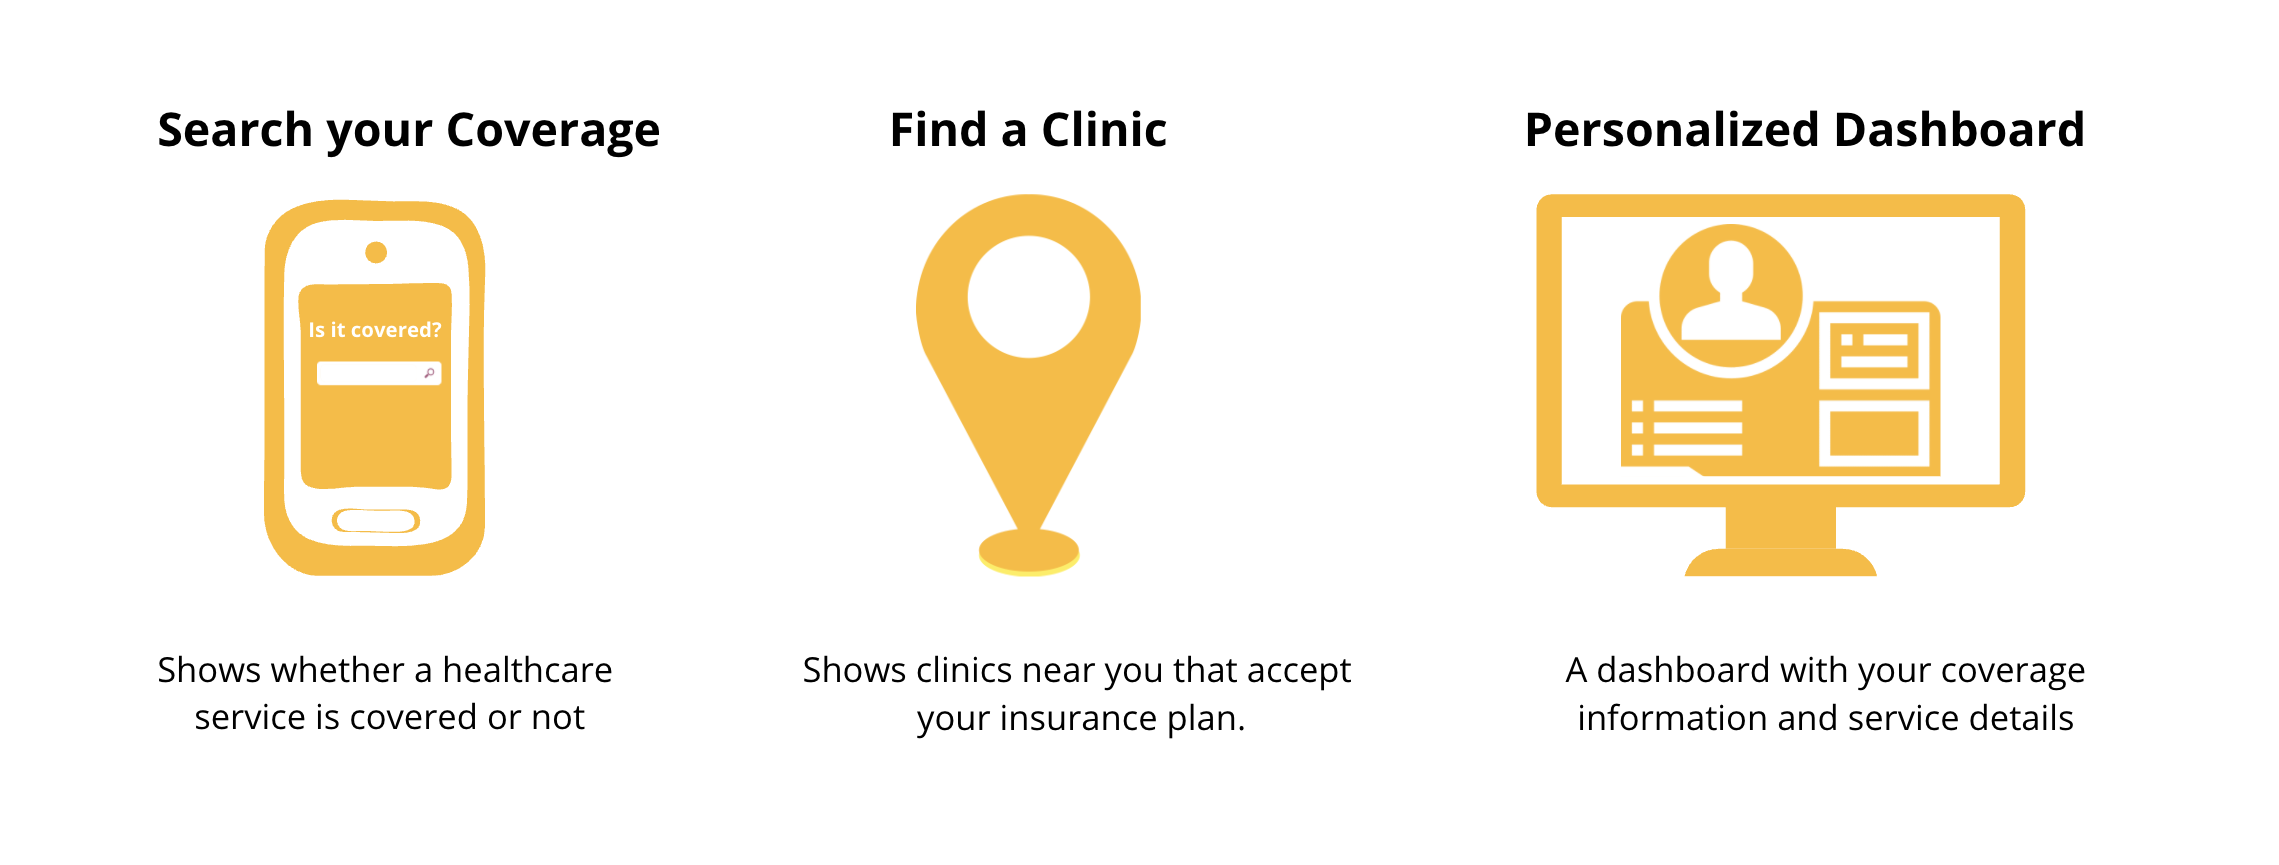 Search your Coverage
Is it covered?
Shows whether a healthcare
service is covered or not
Find a Clinic
Shows clinics near you that accept
your insurance plan.
Personalized Dashboard
A dashboard with your coverage
information and service details